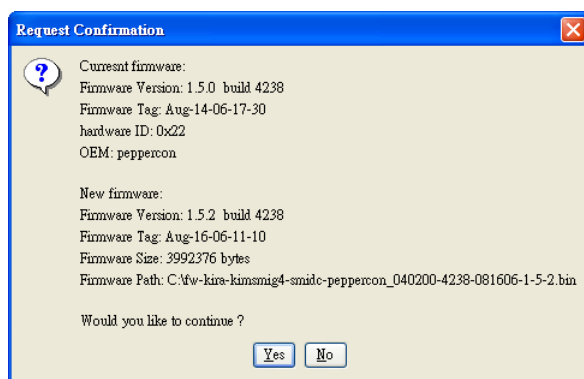 Request Confirmation
Curresnt firmware:
Firmware Version: 1.5.0 build 4238
Firmware Tag: Aug-14-06-17-30
hardware ID: 0x22
OEM: peppercon
New firmware:
Firmware Version: 1.5.2 build 4238
Firmware Tag: Aug-16-06-11-10
Firmware Size: 3992376 bytes
Firmware Path: C:\fw-kira-kimsmig4-smidc-peppercon_040200-4238-081606-1-5-2.bin
Would you like to continue ?
Yes No